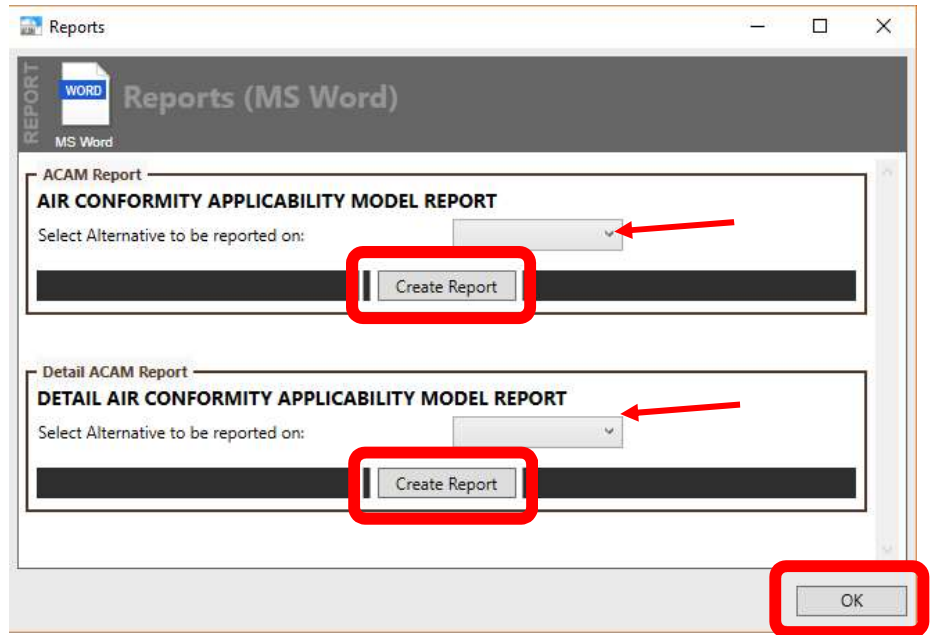 Reports
REPORT
WORD
Reports (MS Word)
MS Word
ACAM Report
AIR CONFORMITY APPLICABILITY MODEL REPORT
Select Alternative to be reported on:
Create Report
Detail ACAM Report
DETAIL AIR CONFORMITY APPLICABILITY MODEL REPORT
Select Alternative to be reported on:
Create Report
OK